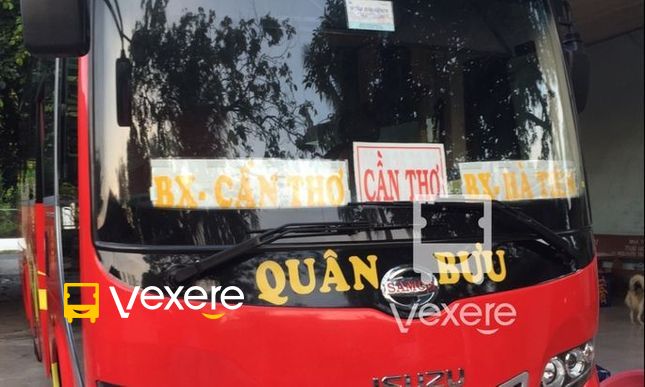 BX- CẦN THƠ
CẦN THƠ
BX- HÀ TIÊN
QUÂN BƯU
SAMCO
ISUZU
Vexere
Vexere